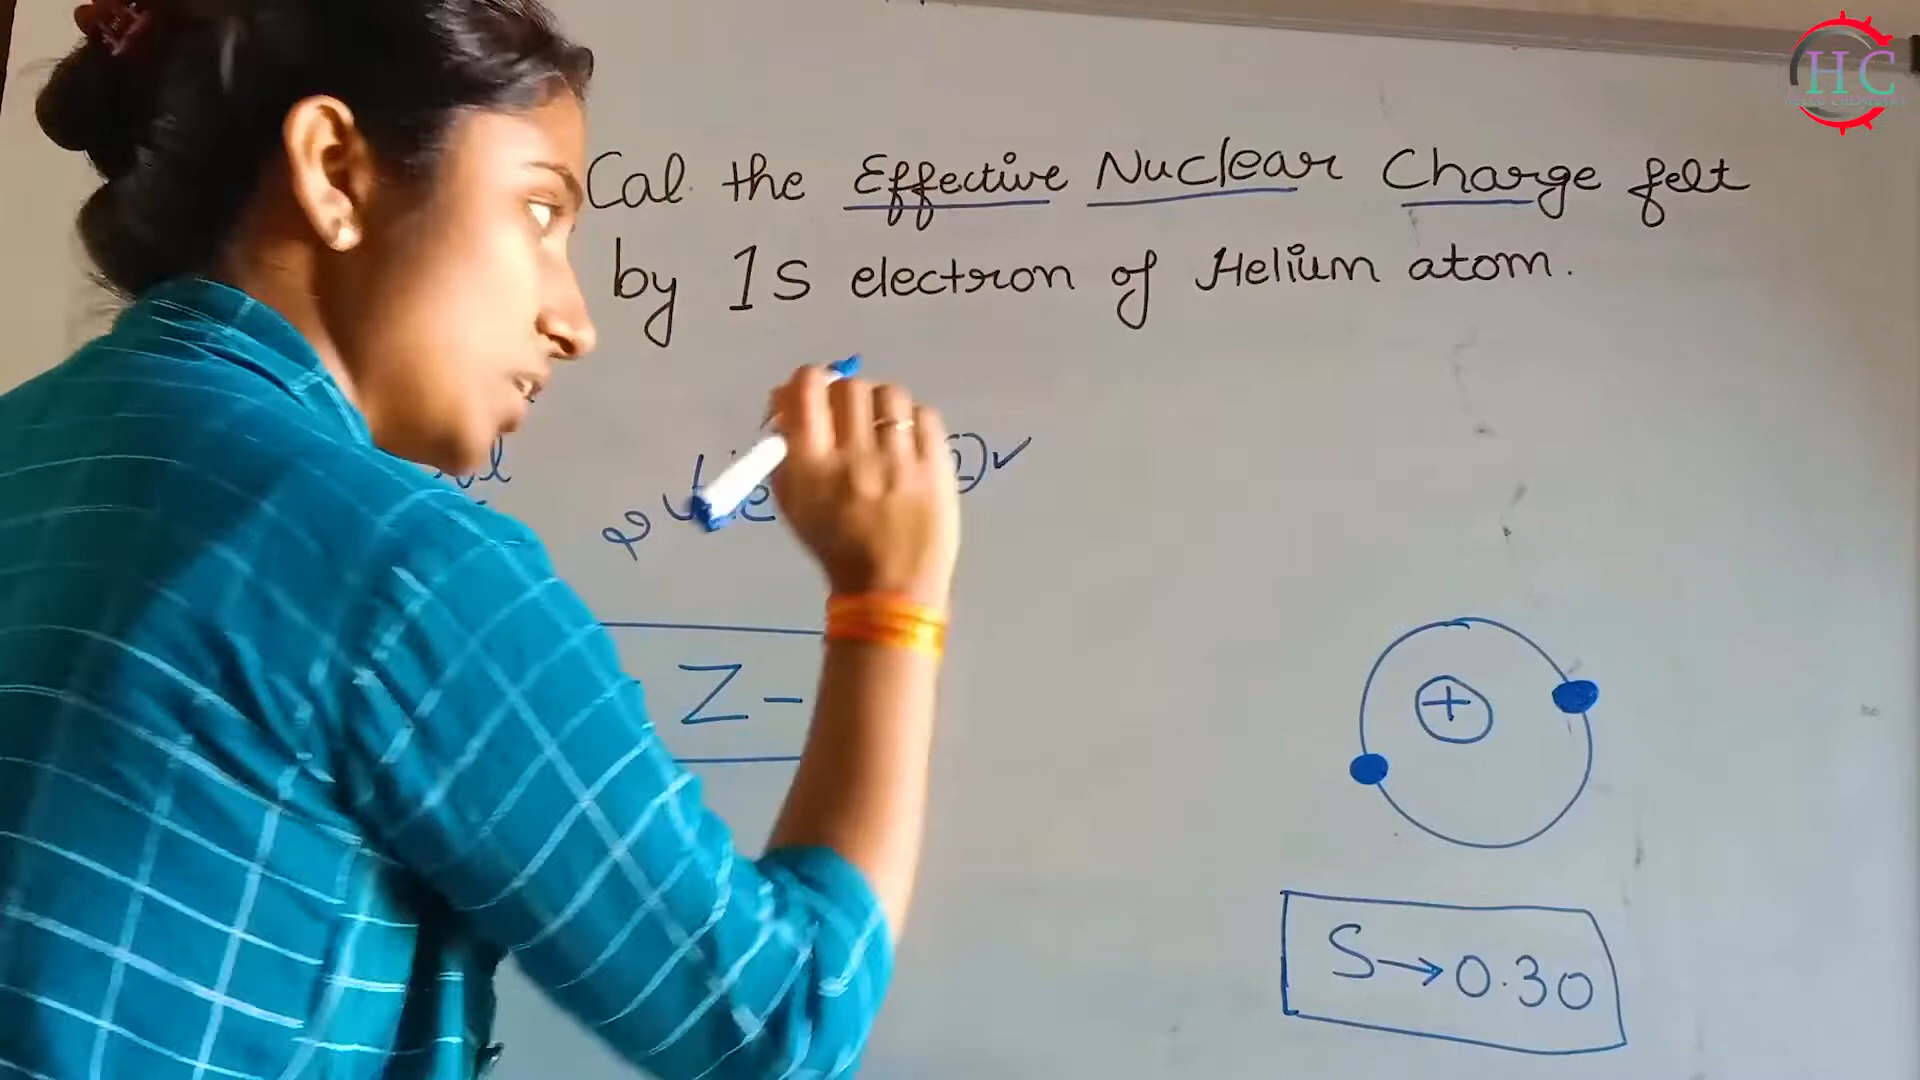 HC
Cal. the Effective Nuclear Charge felt
by 1S electron of Helium atom.
Z -
+
S → 0.30